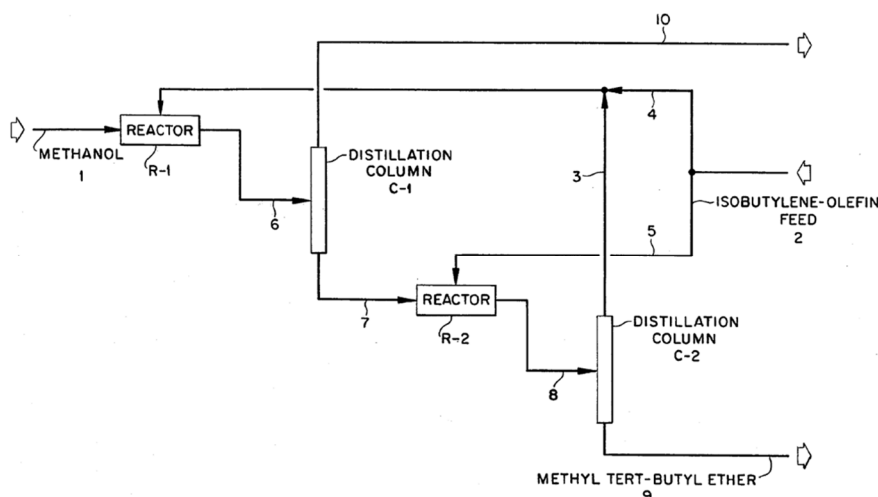 10
4
REACTOR
METHANOL
1
R-1
DISTILLATION
COLUMN
C-1
3
6
ISOBUTYLENE-OLEFIN
FEED
2
5
REACTOR
7
R-2
DISTILLATION
COLUMN
C-2
8
METHYL TERT-BUTYL ETHER
9